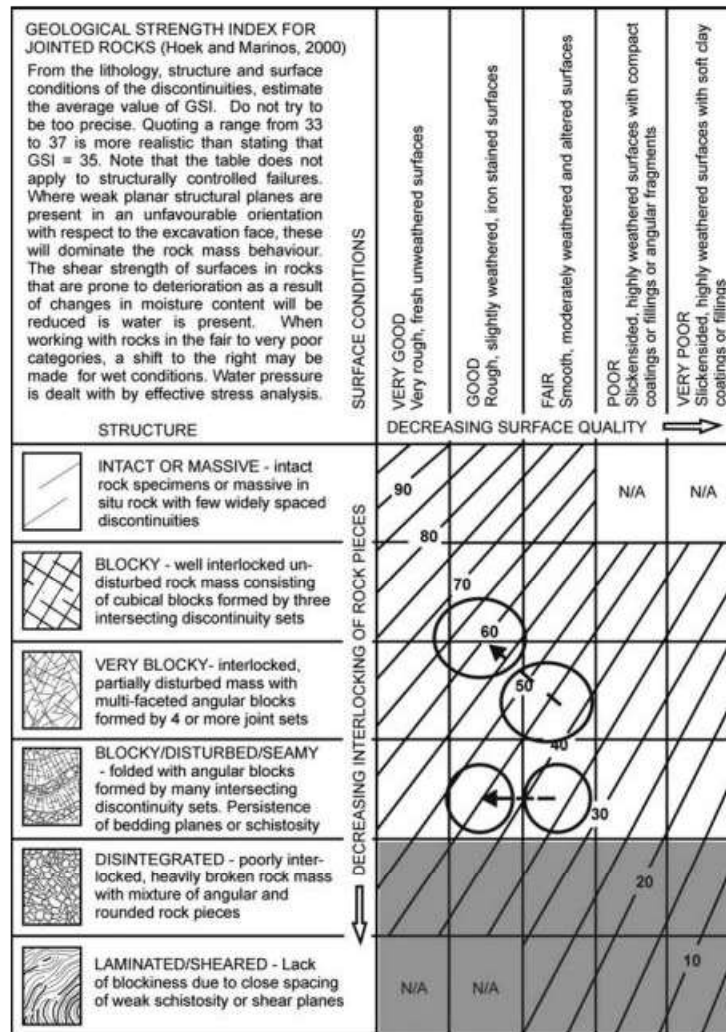 GEOLOGICAL STRENGTH INDEX FOR
JOINTED ROCKS (Hoek and Marinos, 2000)
From the lithology, structure and surface
conditions of the discontinuities, estimate
the average value of GSI. Do not try to
be too precise. Quoting a range from 33
to 37 is more realistic than stating that
GSI = 35. Note that the table does not
apply to structurally controlled failures.
Where weak planar structural planes are
present in an unfavourable orientation
with respect to the excavation face, these
will dominate the rock mass behaviour.
The shear strength of surfaces in rocks
that are prone to deterioration as a result
of changes in moisture content will be
reduced is water is present. When
working with rocks in the fair to very poor
categories, a shift to the right may be
made for wet conditions. Water pressure
is dealt with by effective stress analysis.
STRUCTURE
SURFACE CONDITIONS
VERY GOOD
Very rough, fresh unweathered surfaces
GOOD
Rough, slightly weathered, iron stained surfaces
FAIR
Smooth, moderately weathered and altered surfaces
POOR
Slickensided, highly weathered surfaces with compact
coatings or fillings or angular fragments
VERY POOR
Slickensided, highly weathered surfaces with soft clay
coatings or fillings
DECREASING SURFACE QUALITY
DECREASING INTERLOCKING OF ROCK PIECES
INTACT OR MASSIVE - intact
rock specimens or massive in
situ rock with few widely spaced
discontinuities
90
80
N/A
N/A
BLOCKY - well interlocked un-
disturbed rock mass consisting
of cubical blocks formed by three
intersecting discontinuity sets
70
60
VERY BLOCKY- interlocked,
partially disturbed mass with
multi-faceted angular blocks
formed by 4 or more joint sets
50
BLOCKY/DISTURBED/SEAMY
- folded with angular blocks
formed by many intersecting
discontinuity sets. Persistence
of bedding planes or schistosity
40
30
DISINTEGRATED - poorly inter-
locked, heavily broken rock mass
with mixture of angular and
rounded rock pieces
20
LAMINATED/SHEARED - Lack
of blockiness due to close spacing
of weak schistosity or shear planes
N/A
N/A
10